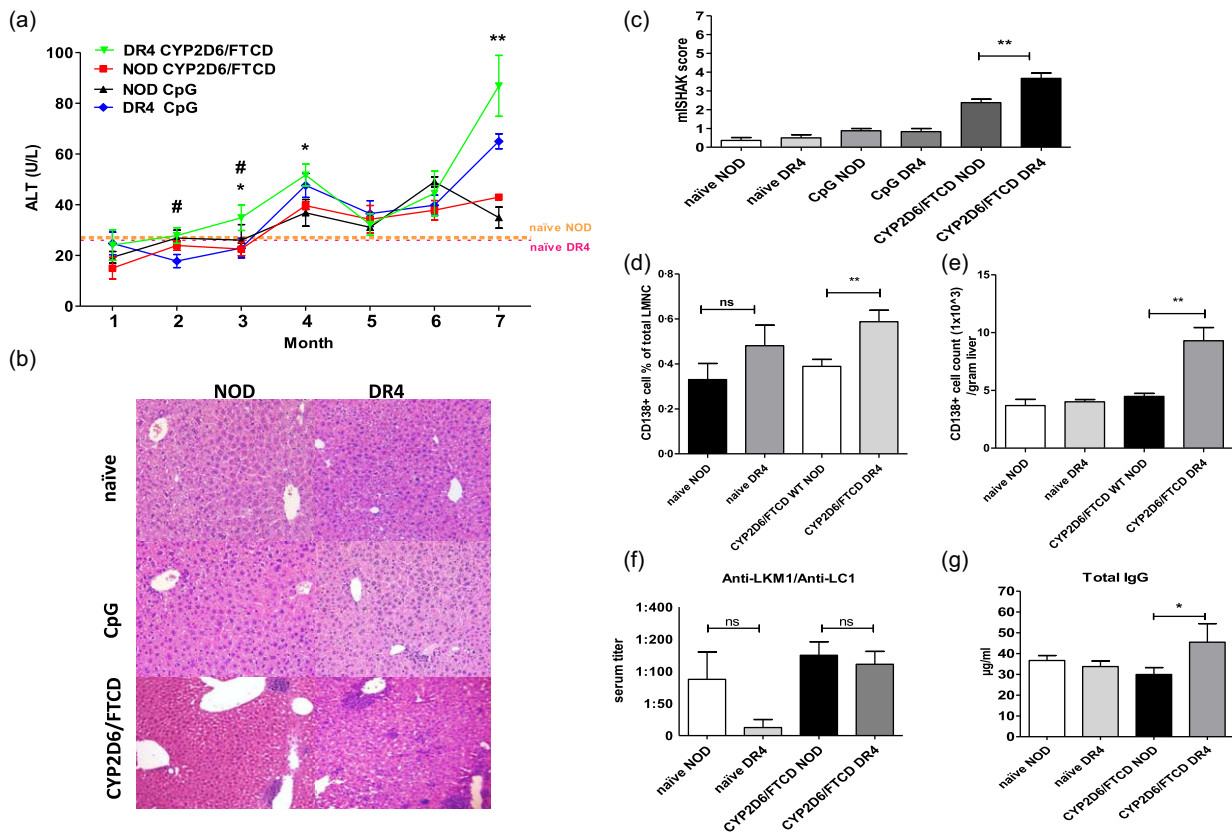 (a)
DR4 CYP2D6/FTCD
NOD CYP2D6/FTCD
NOD CpG
DR4 CpG
ALT (U/L)
100
80
60
40
20
0
#
#
*
*
**
naïve NOD
naïve DR4
1 2 3 4 5 6 7
Month
(b)
NOD DR4
naïve
CpG
CYP2D6/FTCD
(c)
mISHAK score
7
6
5
4
3
2
1
0
**
naïve NOD
naïve DR4
CpG NOD
CpG DR4
CYP2D6/FTCD NOD
CYP2D6/FTCD DR4
(d)
CD138+ cell % of total LMNC
0·8
0·6
0·4
0·2
0·0
ns
**
naive NOD
naive DR4
CYP2D6/FTCD WT NOD
CYP2D6/FTCD DR4
(e)
CD138+ cell count (1x10^3)
/gram liver
15
10
5
0
**
naïve NOD
naïve DR4
CYP2D6/FTCD WT NOD
CYP2D6/FTCD DR4
(f)
Anti-LKM1/Anti-LC1
serum titer
1:400
1:200
1:100
1:50
0
ns
ns
naïve NOD
naïve DR4
CYP2D6/FTCD NOD
CYP2D6/FTCD DR4
(g)
Total IgG
µg/ml
70
60
50
40
30
20
10
0
*
naïve NOD
naïve DR4
CYP2D6/FTCD NOD
CYP2D6/FTCD DR4